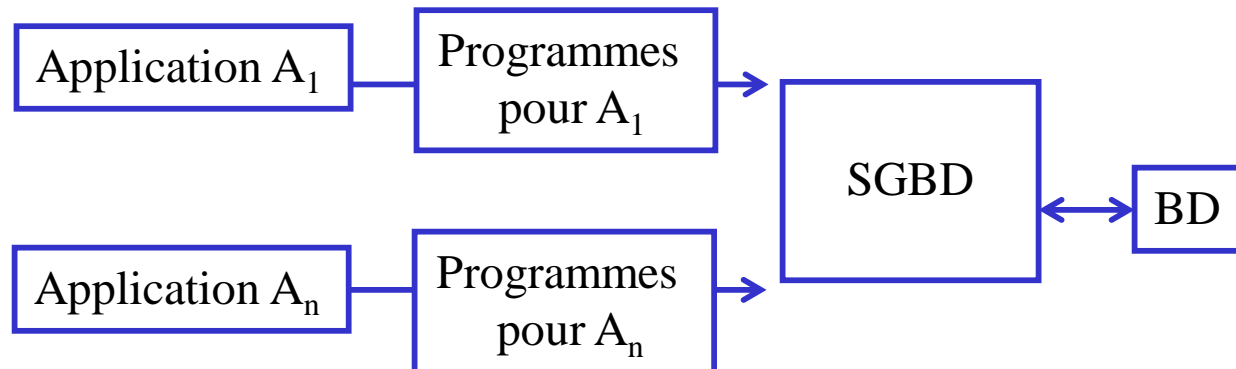 Application A₁
Programmes
pour A₁
SGBD
BD
Application Aₙ
Programmes
pour Aₙ